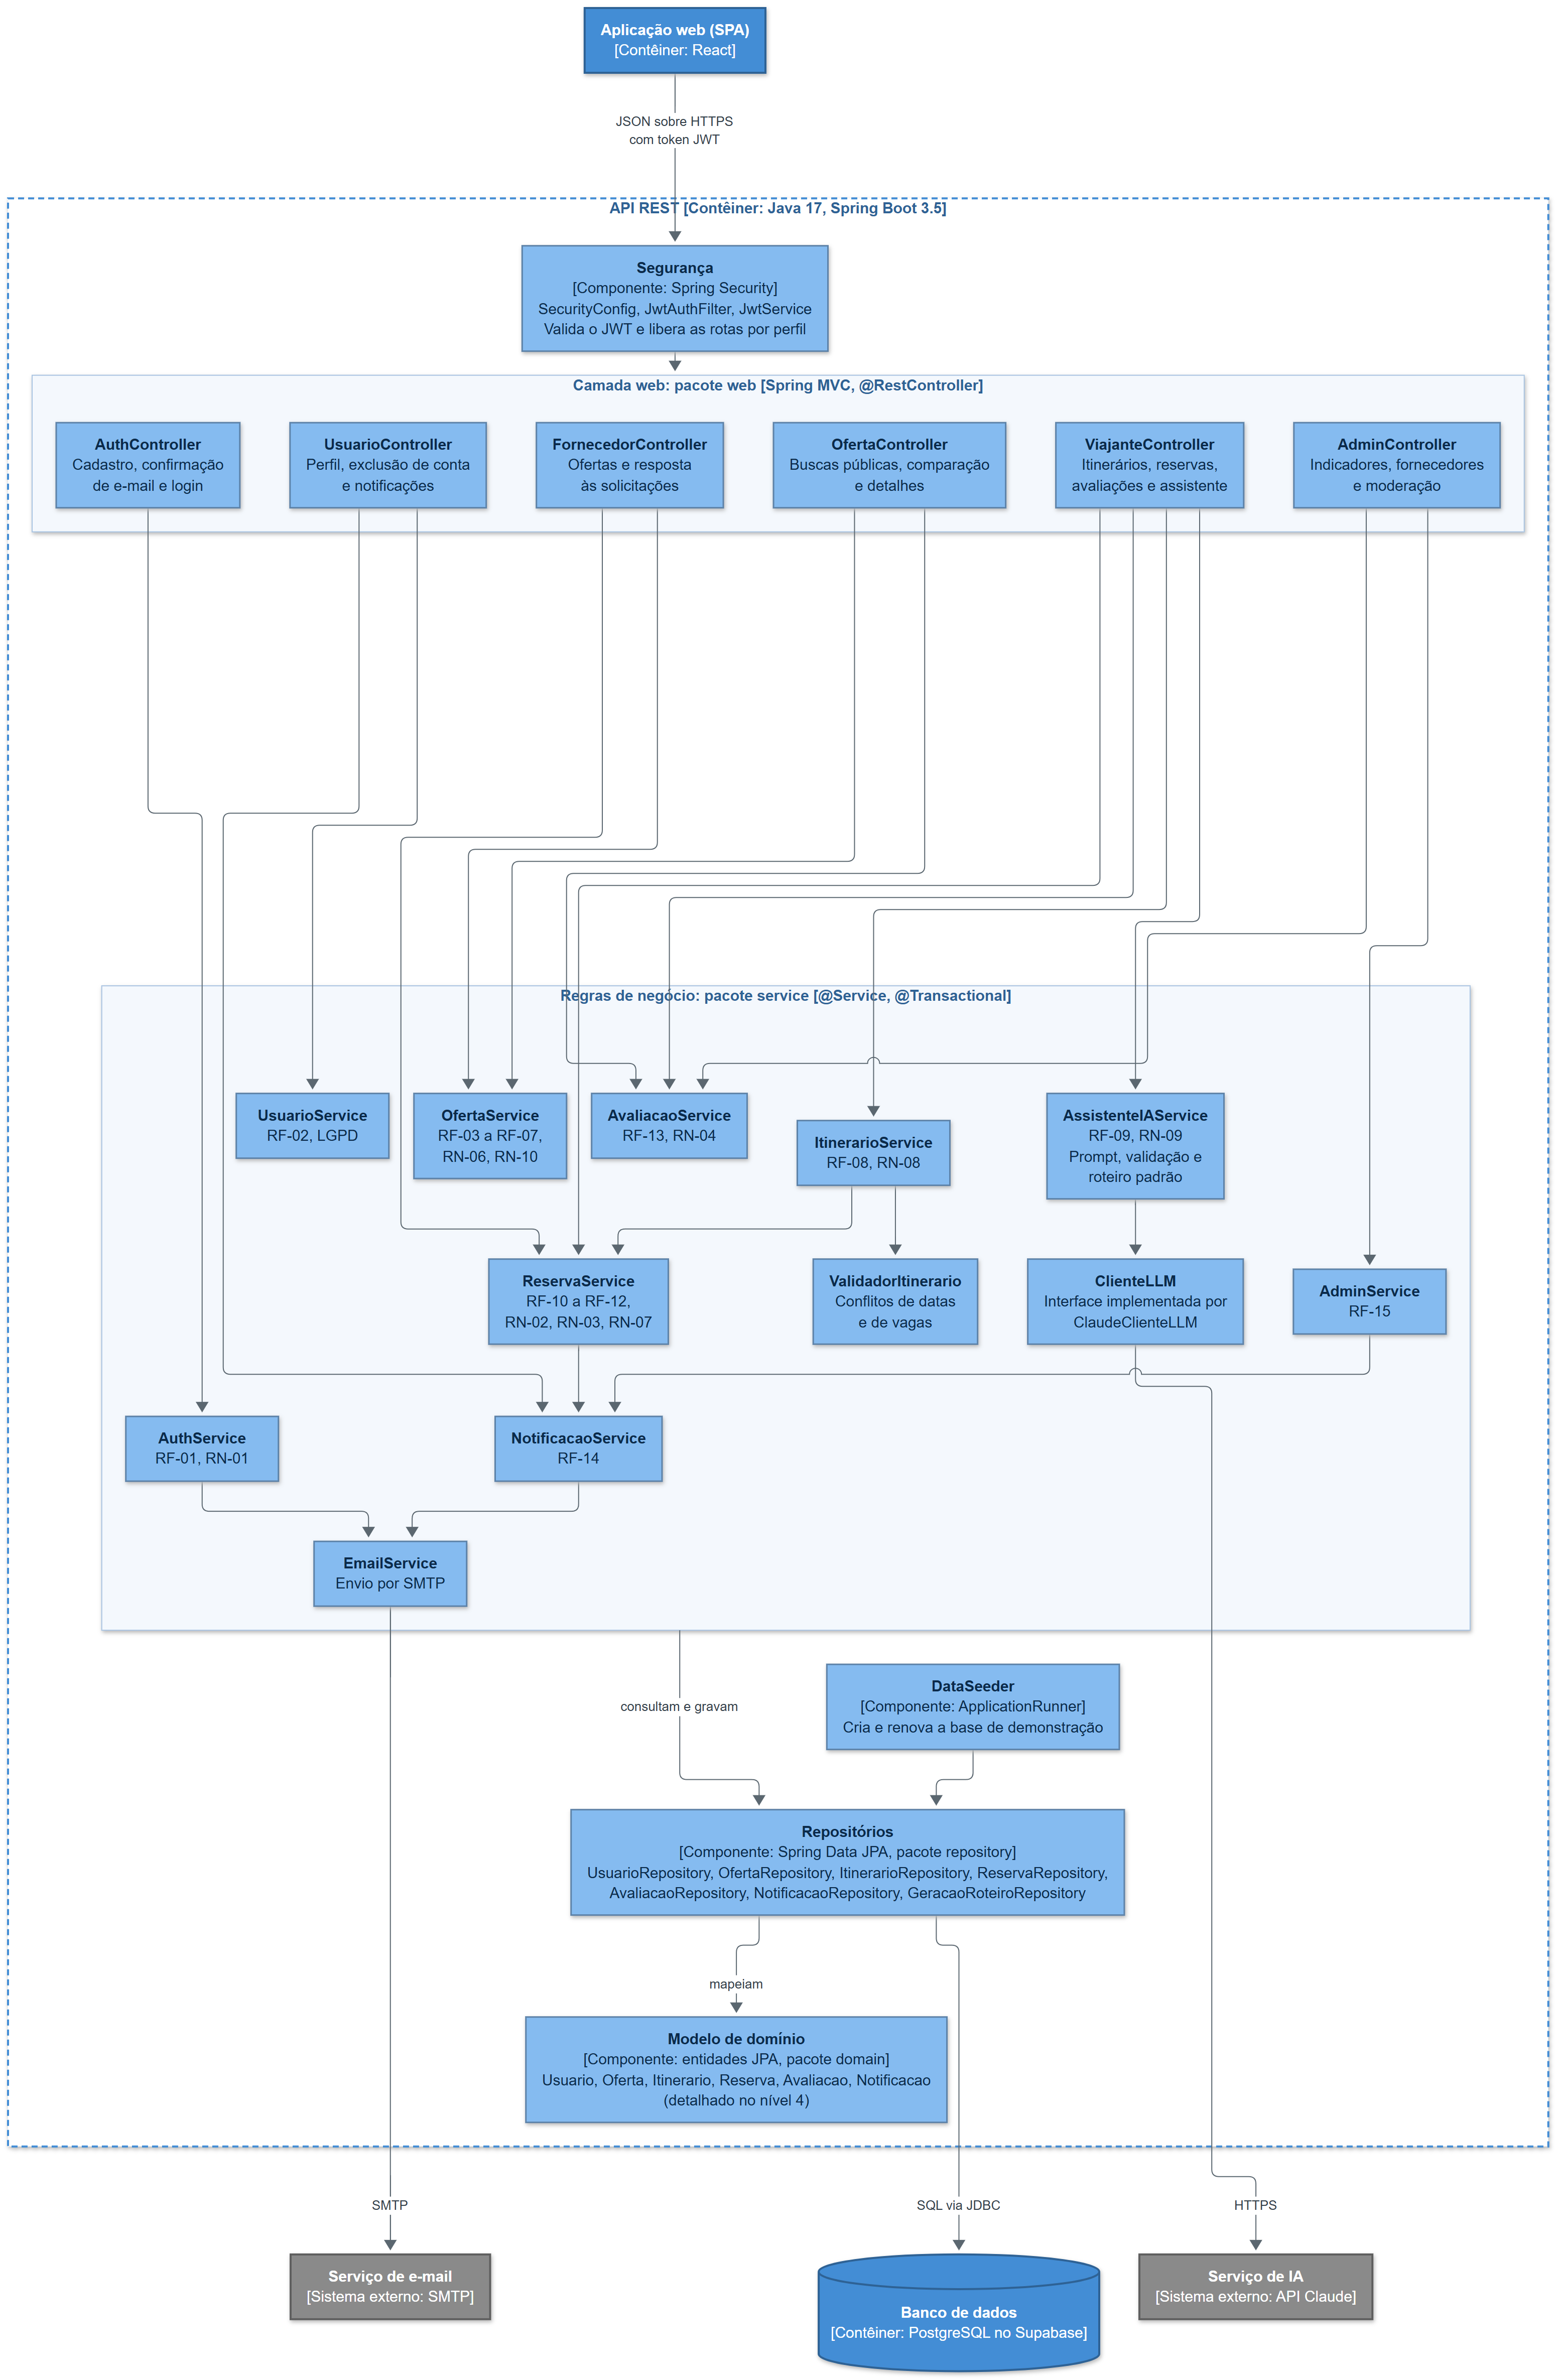 Aplicação web (SPA)
[Contêiner: React]
JSON sobre HTTPS
com token JWT
API REST [Contêiner: Java 17, Spring Boot 3.5]
Segurança
[Componente: Spring Security]
SecurityConfig, JwtAuthFilter, JwtService
Valida o JWT e libera as rotas por perfil
Camada web: pacote web [Spring MVC, @RestController]
AuthController
Cadastro, confirmação
de e-mail e login
UsuarioController
Perfil, exclusão de conta
e notificações
FornecedorController
Ofertas e resposta
às solicitações
OfertaController
Buscas públicas, comparação
e detalhes
ViajanteController
Itinerários, reservas,
avaliações e assistente
AdminController
Indicadores, fornecedores
e moderação
Regras de negócio: pacote service [@Service, @Transactional]
UsuarioService
RF-02, LGPD
OfertaService
RF-03 a RF-07,
RN-06, RN-10
AvaliacaoService
RF-13, RN-04
ItinerarioService
RF-08, RN-08
AssistenteIAService
RF-09, RN-09
Prompt, validação e
roteiro padrão
ReservaService
RF-10 a RF-12,
RN-02, RN-03, RN-07
ValidadorItinerario
Conflitos de datas
e de vagas
ClienteLLM
Interface implementada por
ClaudeClienteLLM
AdminService
RF-15
AuthService
RF-01, RN-01
NotificacaoService
RF-14
EmailService
Envio por SMTP
consultam e gravam
DataSeeder
[Componente: ApplicationRunner]
Cria e renova a base de demonstração
Repositórios
[Componente: Spring Data JPA, pacote repository]
UsuarioRepository, OfertaRepository, ItinerarioRepository, ReservaRepository,
AvaliacaoRepository, NotificacaoRepository, GeracaoRoteiroRepository
mapeiam
Modelo de domínio
[Componente: entidades JPA, pacote domain]
Usuario, Oferta, Itinerario, Reserva, Avaliacao, Notificacao
(detalhado no nível 4)
SMTP
SQL via JDBC
HTTPS
Serviço de e-mail
[Sistema externo: SMTP]
Banco de dados
[Contêiner: PostgreSQL no Supabase]
Serviço de IA
[Sistema externo: API Claude]